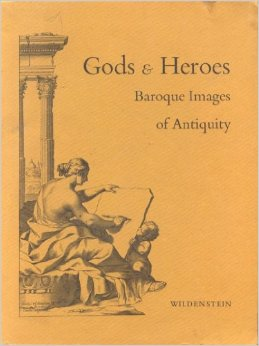 Gods & Heroes
Baroque Images
of Antiquity
WILDENSTEIN